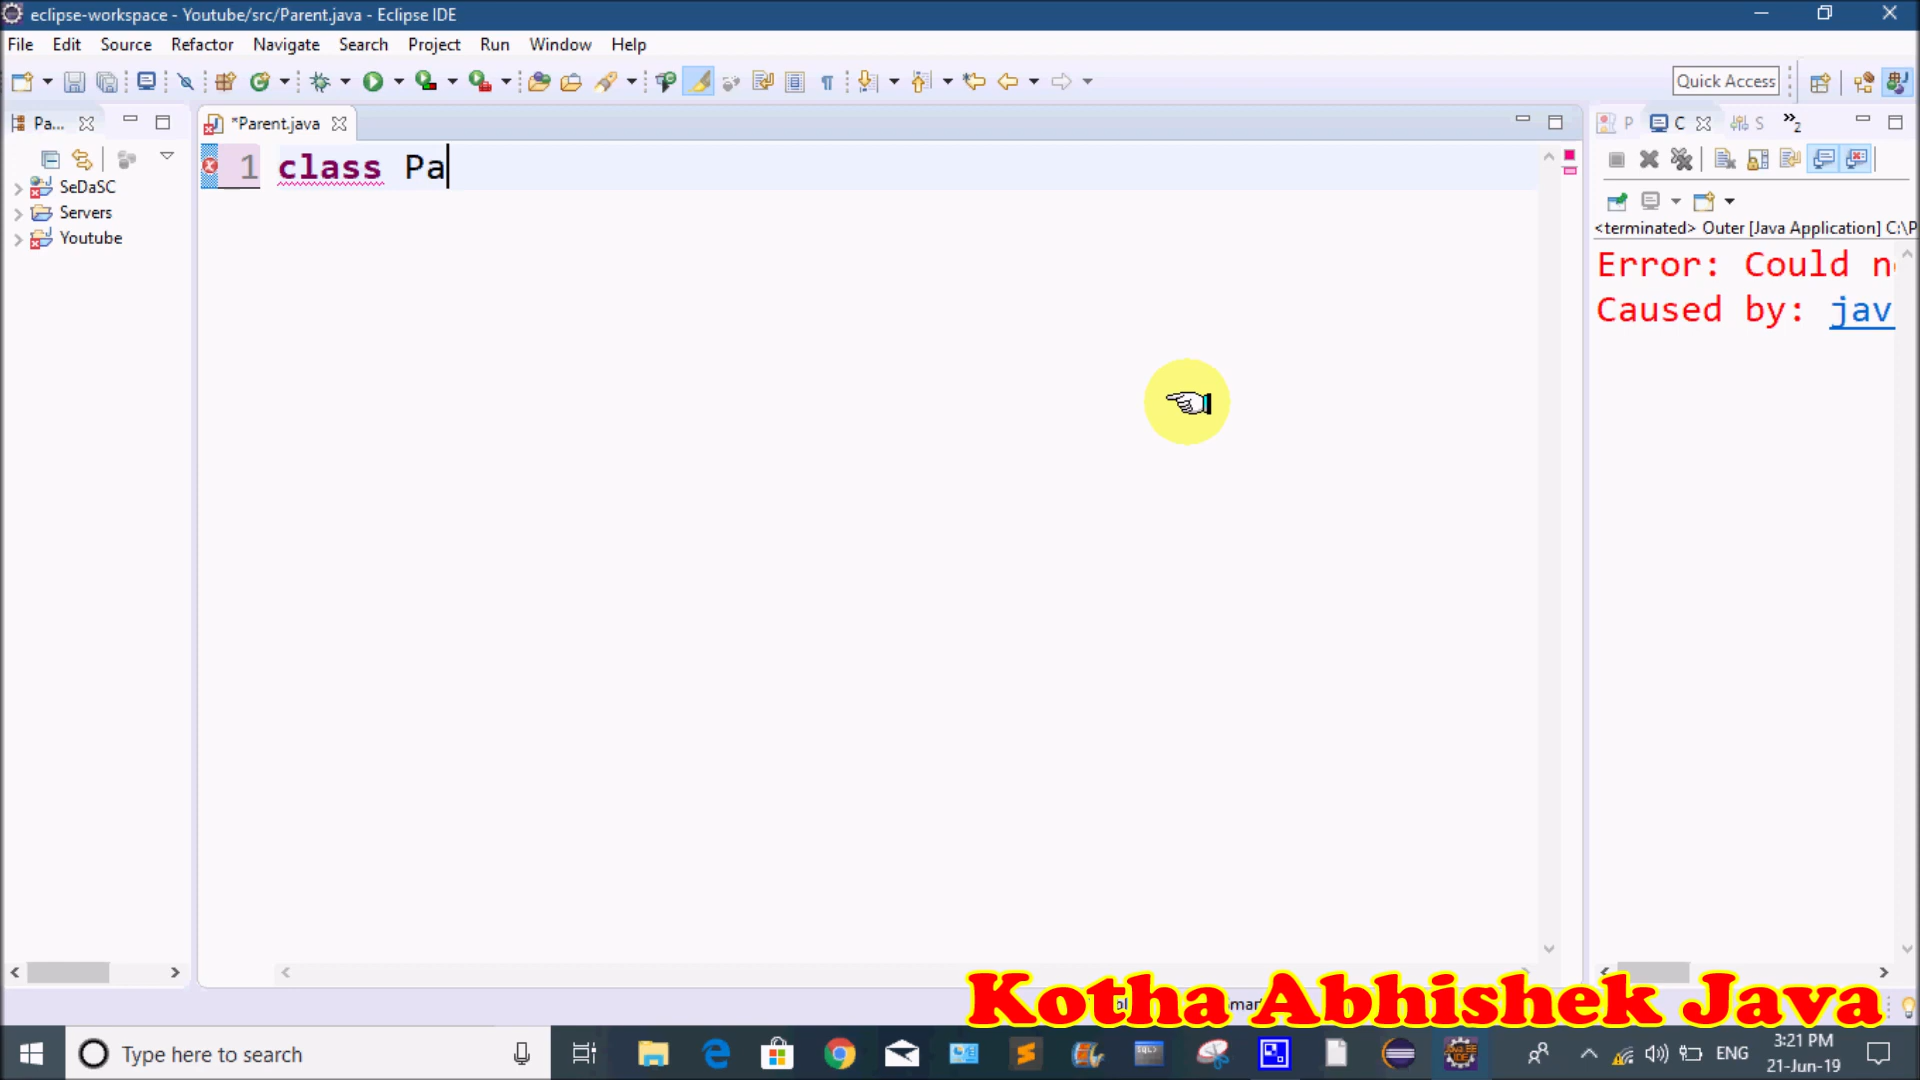 eclipse-workspace - Youtube/src/Parent.java - Eclipse IDE
File Edit Source Refactor Navigate Search Project Run Window Help
Quick Access
Pa...
*Parent.java
P C S »2
1 class Pa
SeDaSC
Servers
Youtube
<terminated> Outer [Java Application] C:\P
Error: Could n
Caused by: jav
Kotha Abhishek Java
Type here to search
ENG
3:21 PM
21-Jun-19